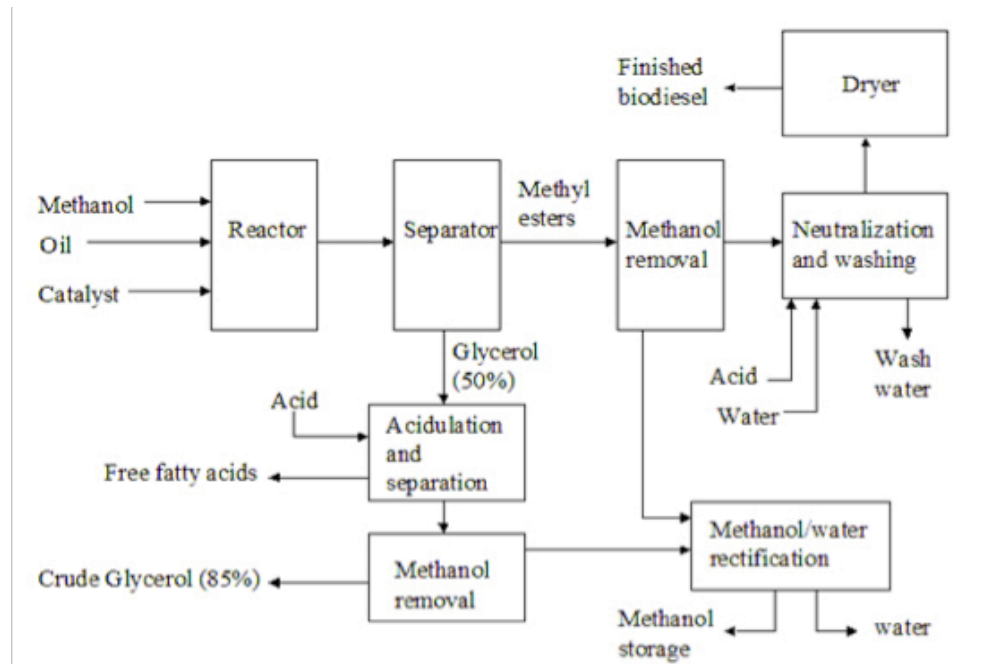 Finished
biodiesel
Dryer
Methanol
Oil
Catalyst
Reactor
Separator
Methyl
esters
Methanol
removal
Neutralization
and washing
Glycerol
(50%)
Acid
Water
Wash
water
Acid
Acidulation
and
separation
Free fatty acids
Methanol
removal
Crude Glycerol (85%)
Methanol/water
rectification
Methanol
storage
water